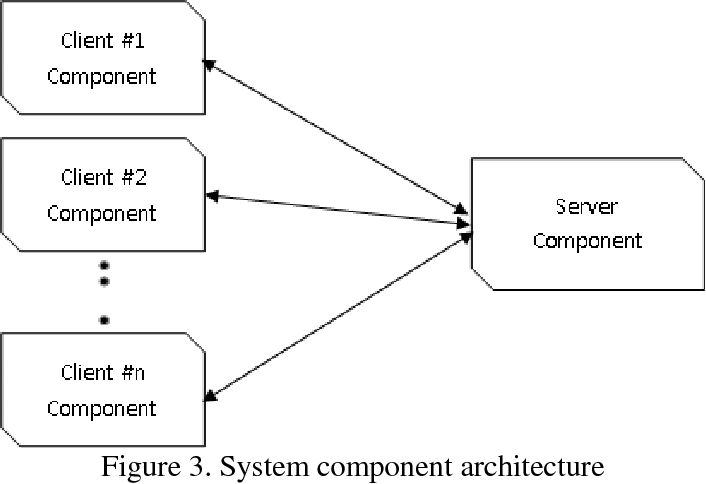 Client #1
Component
Client #2
Component
Server
Component
Client #n
Component
Figure 3. System component architecture